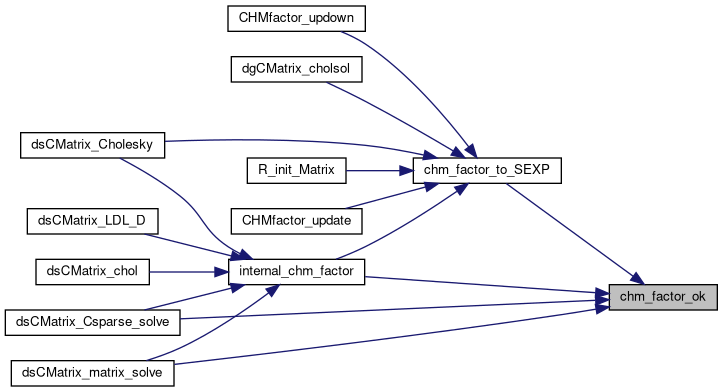 CHMfactor_updown
dgCMatrix_cholsol
dsCMatrix_Cholesky
R_init_Matrix
chm_factor_to_SEXP
CHMfactor_update
dsCMatrix_LDL_D
dsCMatrix_chol
internal_chm_factor
chm_factor_ok
dsCMatrix_Csparse_solve
dsCMatrix_matrix_solve